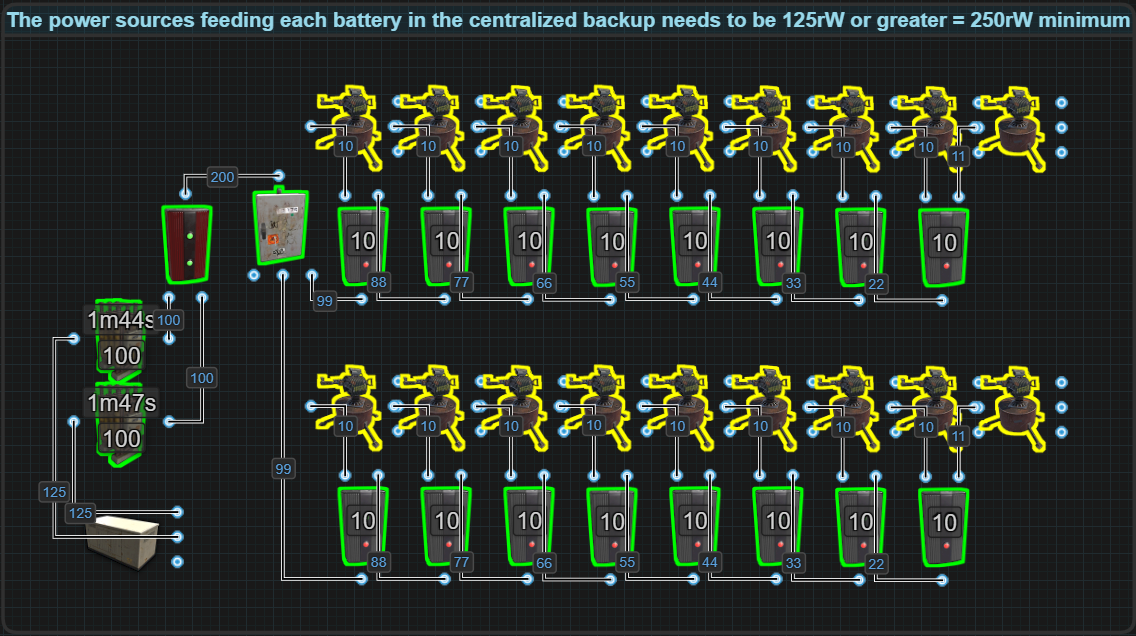 The power sources feeding each battery in the centralized backup needs to be 125rW or greater = 250rW minimum
10 10 10 10 10 10 10 10 11
200
10 10 10 10 10 10 10 10
88 77 66 55 44 33 22
99
1m44s 100
100
100
1m47s
100
10 10 10 10 10 10 10 10 11
99
125
125
10 10 10 10 10 10 10 10
88 77 66 55 44 33 22